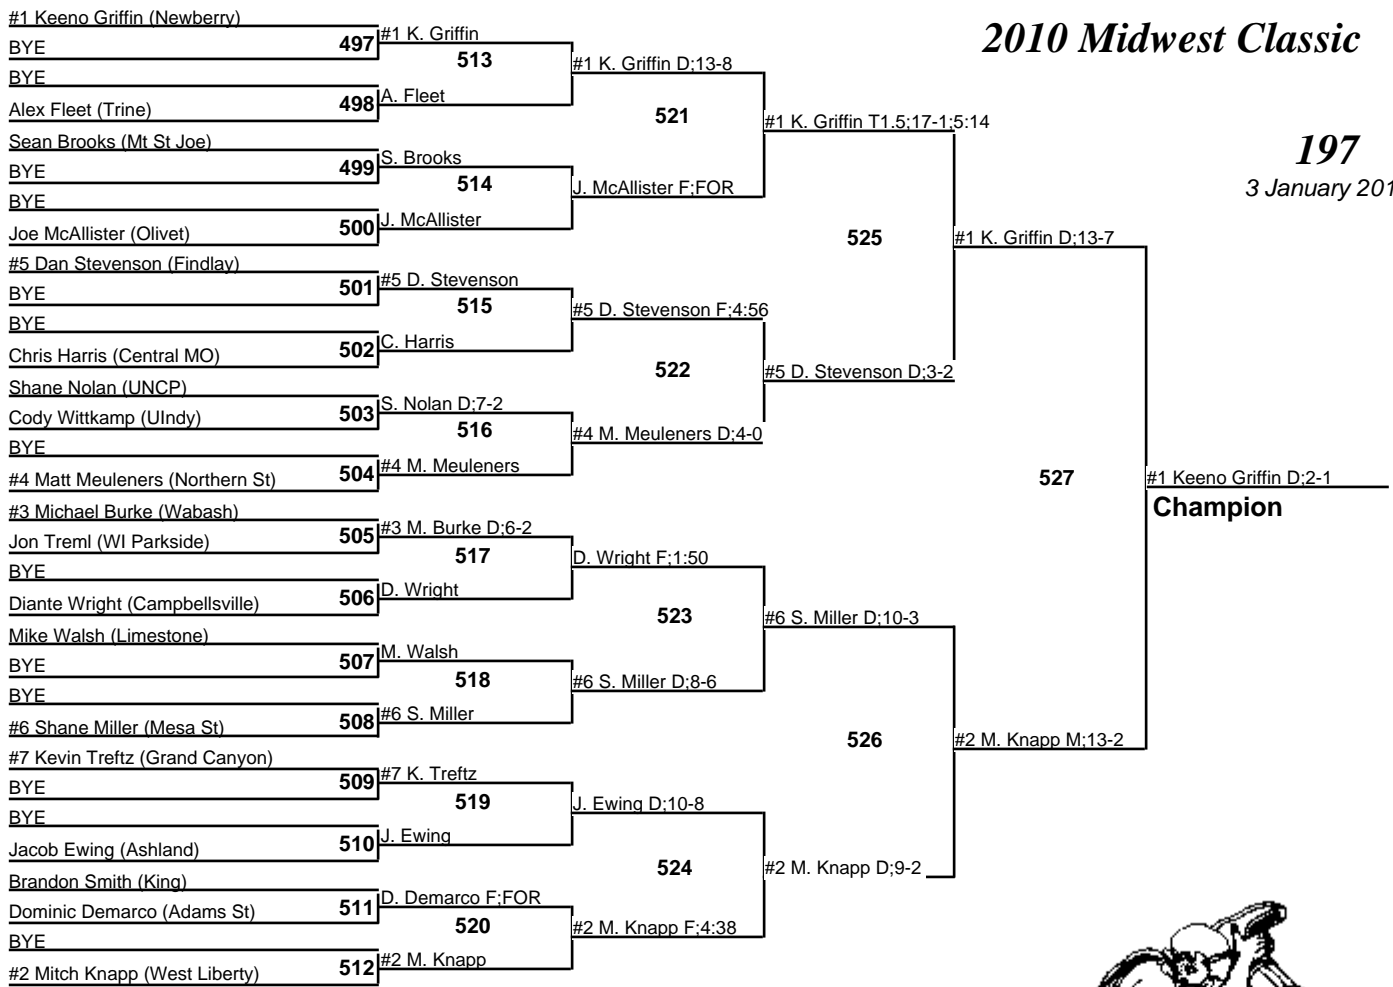 2010 Midwest Classic
197
3 January 201
#1 Keeno Griffin (Newberry)
BYE
497
BYE
Alex Fleet (Trine)
498
Sean Brooks (Mt St Joe)
BYE
499
BYE
Joe McAllister (Olivet)
500
#5 Dan Stevenson (Findlay)
BYE
501
BYE
Chris Harris (Central MO)
502
Shane Nolan (UNCP)
Cody Wittkamp (UIndy)
503
BYE
#4 Matt Meuleners (Northern St)
504
#3 Michael Burke (Wabash)
Jon Treml (WI Parkside)
505
BYE
Diante Wright (Campbellsville)
506
Mike Walsh (Limestone)
BYE
507
BYE
#6 Shane Miller (Mesa St)
508
#7 Kevin Treftz (Grand Canyon)
BYE
509
BYE
Jacob Ewing (Ashland)
510
Brandon Smith (King)
Dominic Demarco (Adams St)
511
BYE
#2 Mitch Knapp (West Liberty)
512
#1 K. Griffin
513
A. Fleet
S. Brooks
514
J. McAllister
#5 D. Stevenson
515
C. Harris
S. Nolan D;7-2
516
#4 M. Meuleners
#3 M. Burke D;6-2
517
D. Wright
M. Walsh
518
#6 S. Miller
#7 K. Treftz
519
J. Ewing
D. Demarco F;FOR
520
#2 M. Knapp
#1 K. Griffin D;13-8
521
J. McAllister F;FOR
#5 D. Stevenson F;4:56
522
#4 M. Meuleners D;4-0
D. Wright F;1:50
523
#6 S. Miller D;8-6
J. Ewing D;10-8
524
#2 M. Knapp F;4:38
#1 K. Griffin T1.5;17-1;5:14
525
#5 D. Stevenson D;3-2
#6 S. Miller D;10-3
526
#2 M. Knapp D;9-2
#1 K. Griffin D;13-7
527
#2 M. Knapp M;13-2
#1 Keeno Griffin D;2-1
Champion